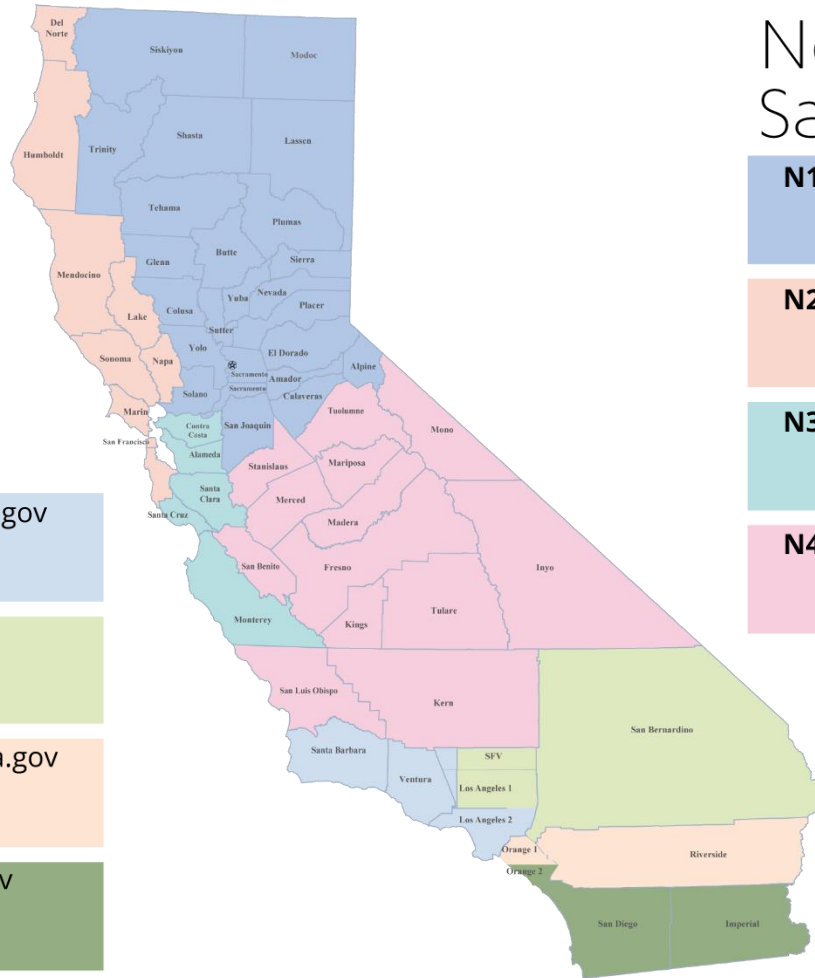 Del
Norte
Siskiyou
Modoc
Humboldt
Trinity
Shasta
Lassen
Tehama
Plumas
Mendocino
Glenn
Butte
Sierra
Lake
Colusa
Yuba
Nevada
Placer
Sutter
Sonoma
Napa
Yolo
El Dorado
Sacramento
Sacramento
Amador
Alpine
Solano
Calaveras
Marin
San Francisco
Contra
Costa
San Joaquin
Tuolumne
Mono
Alameda
Stanislaus
Mariposa
Santa
Clara
Merced
Santa Cruz
Madera
San Benito
Fresno
Inyo
Monterey
Kings
Tulare
San Luis Obispo
Kern
San Bernardino
Santa Barbara
Ventura
SFV
Los Angeles 1
Los Angeles 2
Orange 1
Orange 2
Riverside
San Diego
Imperial
N1
N2
N3
N4
gov
.gov